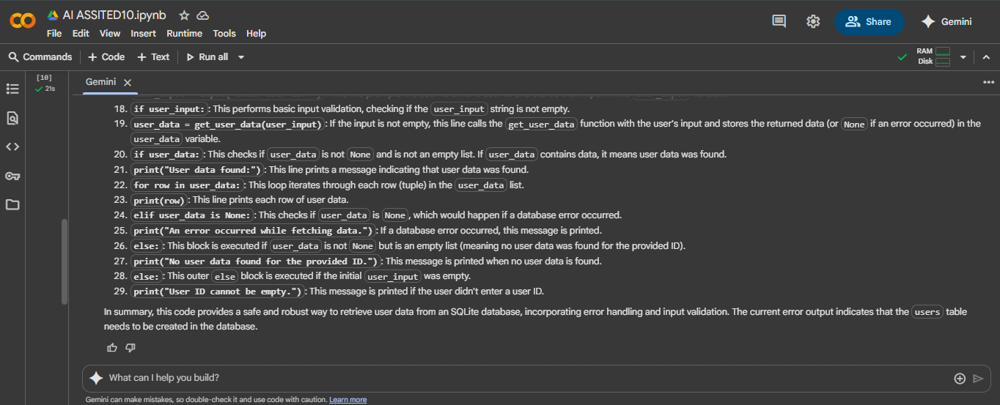 AI ASSITED10.ipynb
File Edit View Insert Runtime Tools Help
Share
Gemini
Commands + Code + Text Run all
RAM
Disk
[10]
21s
Gemini
18. if user_input: : This performs basic input validation, checking if the user_input string is not empty.
19. user_data = get_user_data(user_input) : If the input is not empty, this line calls the get_user_data function with the user's input and stores the returned data (or None if an error occurred) in the
user_data variable.
20. if user_data: : This checks if user_data is not None and is not an empty list. If user_data contains data, it means user data was found.
21. print("User data found:") : This line prints a message indicating that user data was found.
22. for row in user_data: : This loop iterates through each row (tuple) in the user_data list.
23. print(row) : This line prints each row of user data.
24. elif user_data is None: : This checks if user_data is None , which would happen if a database error occurred.
25. print("An error occurred while fetching data.") : If a database error occurred, this message is printed.
26. else: : This block is executed if user_data is not None but is an empty list (meaning no user data was found for the provided ID).
27. print("No user data found for the provided ID.") : This message is printed when no user data is found.
28. else: : This outer else block is executed if the initial user_input was empty.
29. print("User ID cannot be empty.") : This message is printed if the user didn't enter a user ID.
In summary, this code provides a safe and robust way to retrieve user data from an SQLite database, incorporating error handling and input validation. The current error output indicates that the users table
needs to be created in the database.
What can I help you build?
Gemini can make mistakes, so double-check it and use code with caution. Learn more